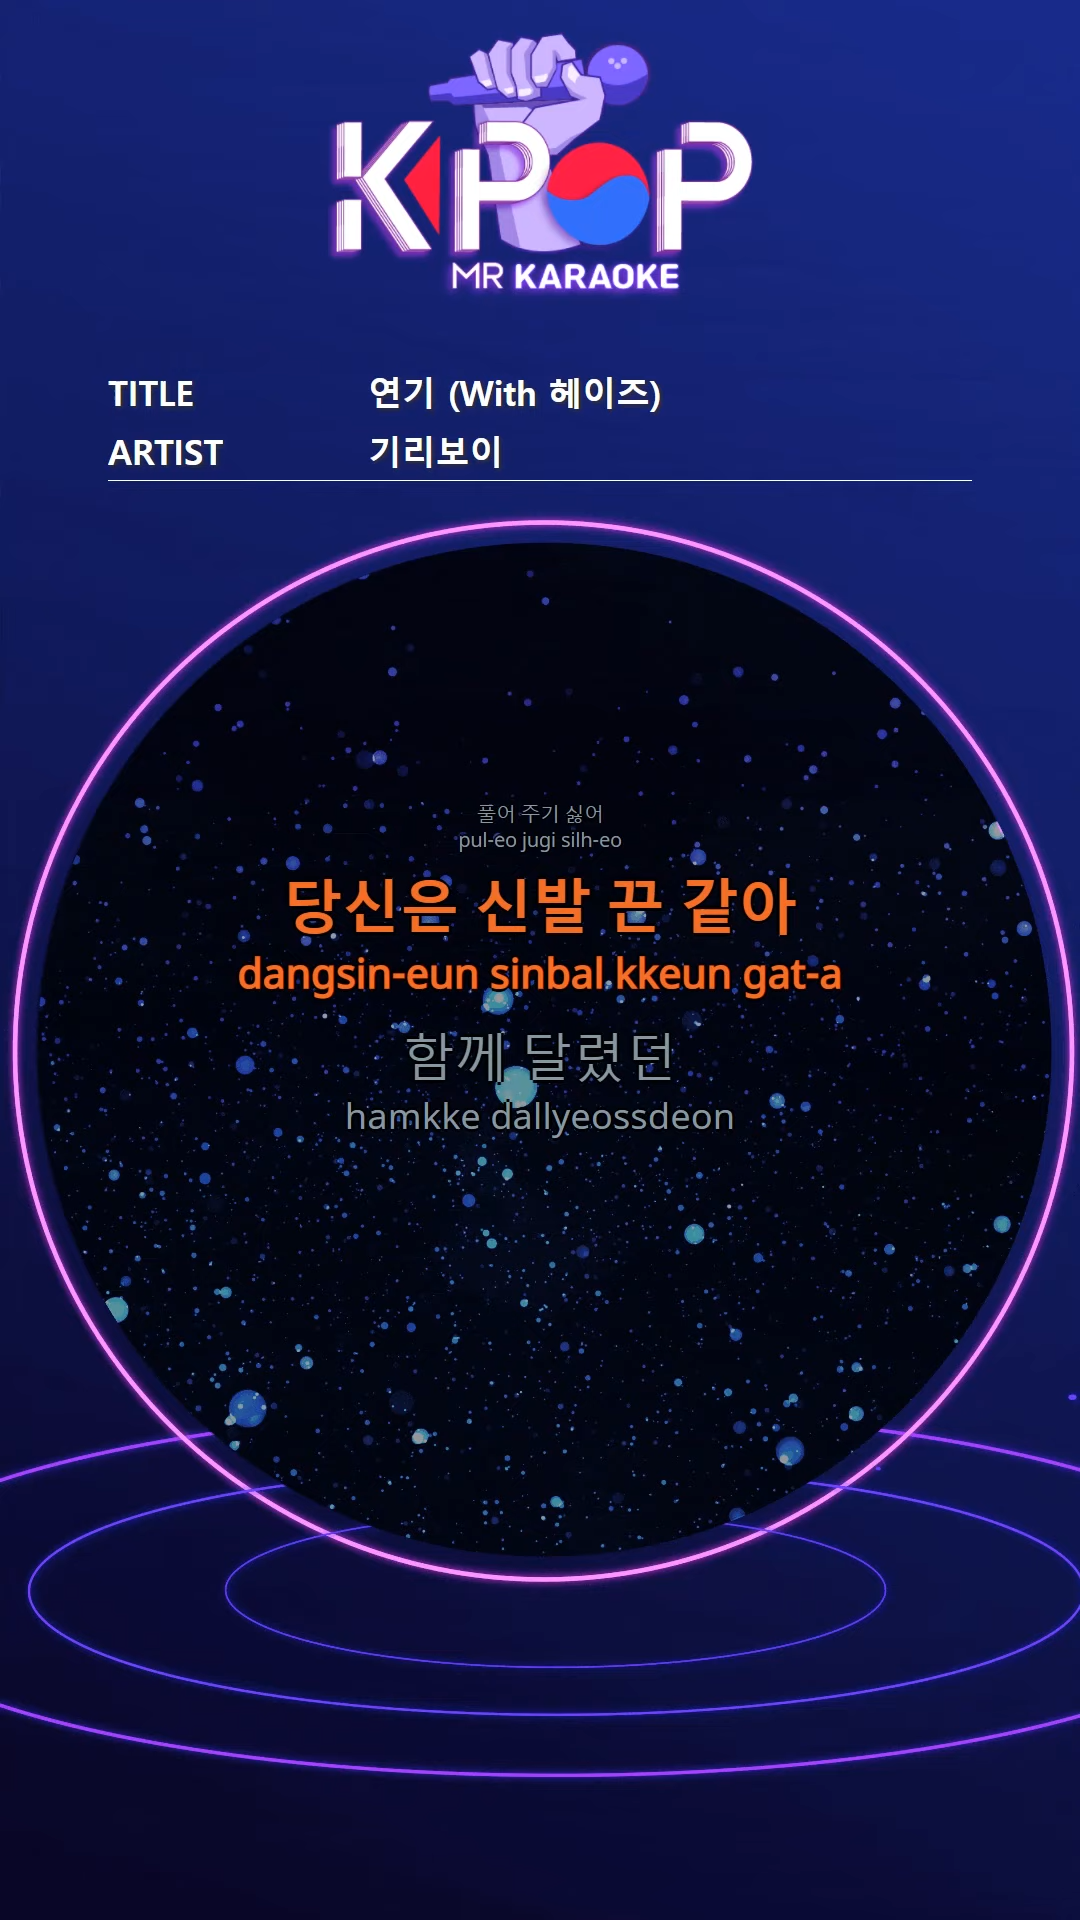 KPOP
MR KARAOKE
TITLE 연기 (With 헤이즈)
ARTIST 기리보이
풀어 주기 싫어
pul-eo jugi silh-eo
당신은 신발 끈 같아
dangsin-eun sinbal kkeun gat-a
함께 달렸던
hamkke dallyeossdeon